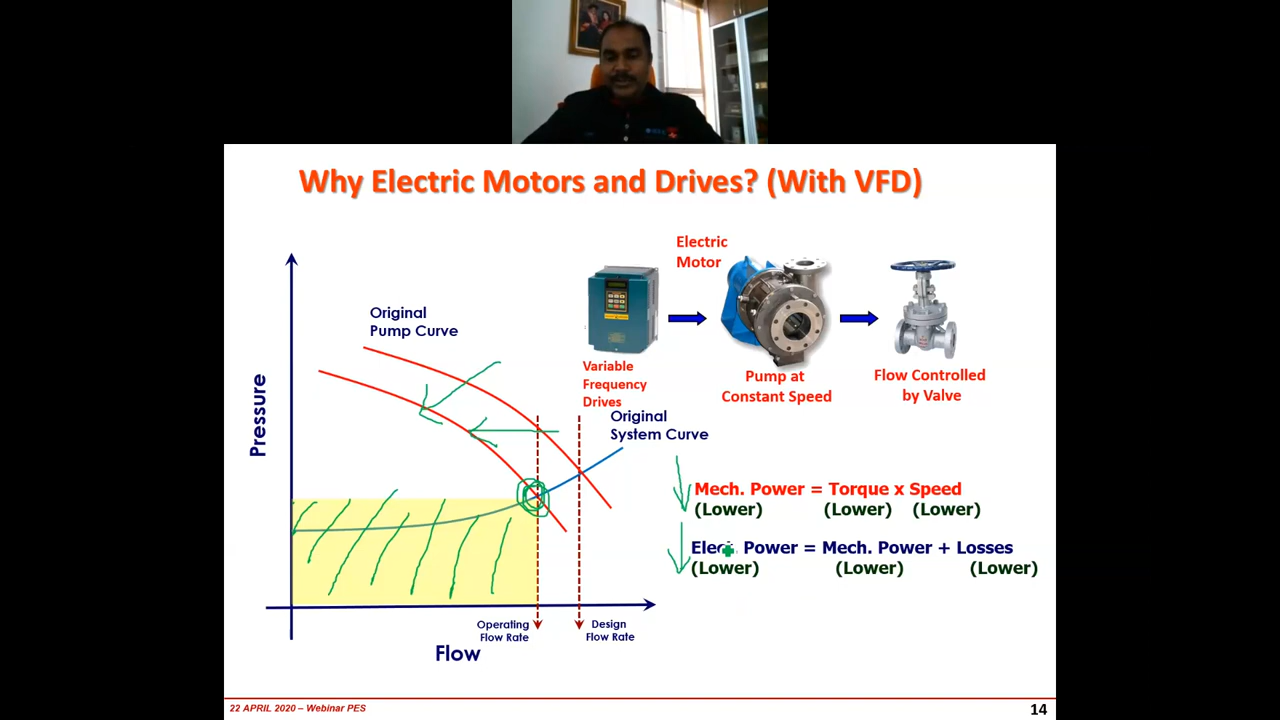 Why Electric Motors and Drives? (With VFD)
Electric
Motor
Original
Pump Curve
Variable
Frequency
Drives
Pump at
Constant Speed
Flow Controlled
by Valve
Pressure
Original
System Curve
Mech. Power = Torque x Speed
(Lower) (Lower) (Lower)
Power = Mech. Power + Losses
(Lower) (Lower) (Lower)
Operating
Flow Rate
Design
Flow Rate
Flow
22 APRIL 2020 – Webinar PES
14